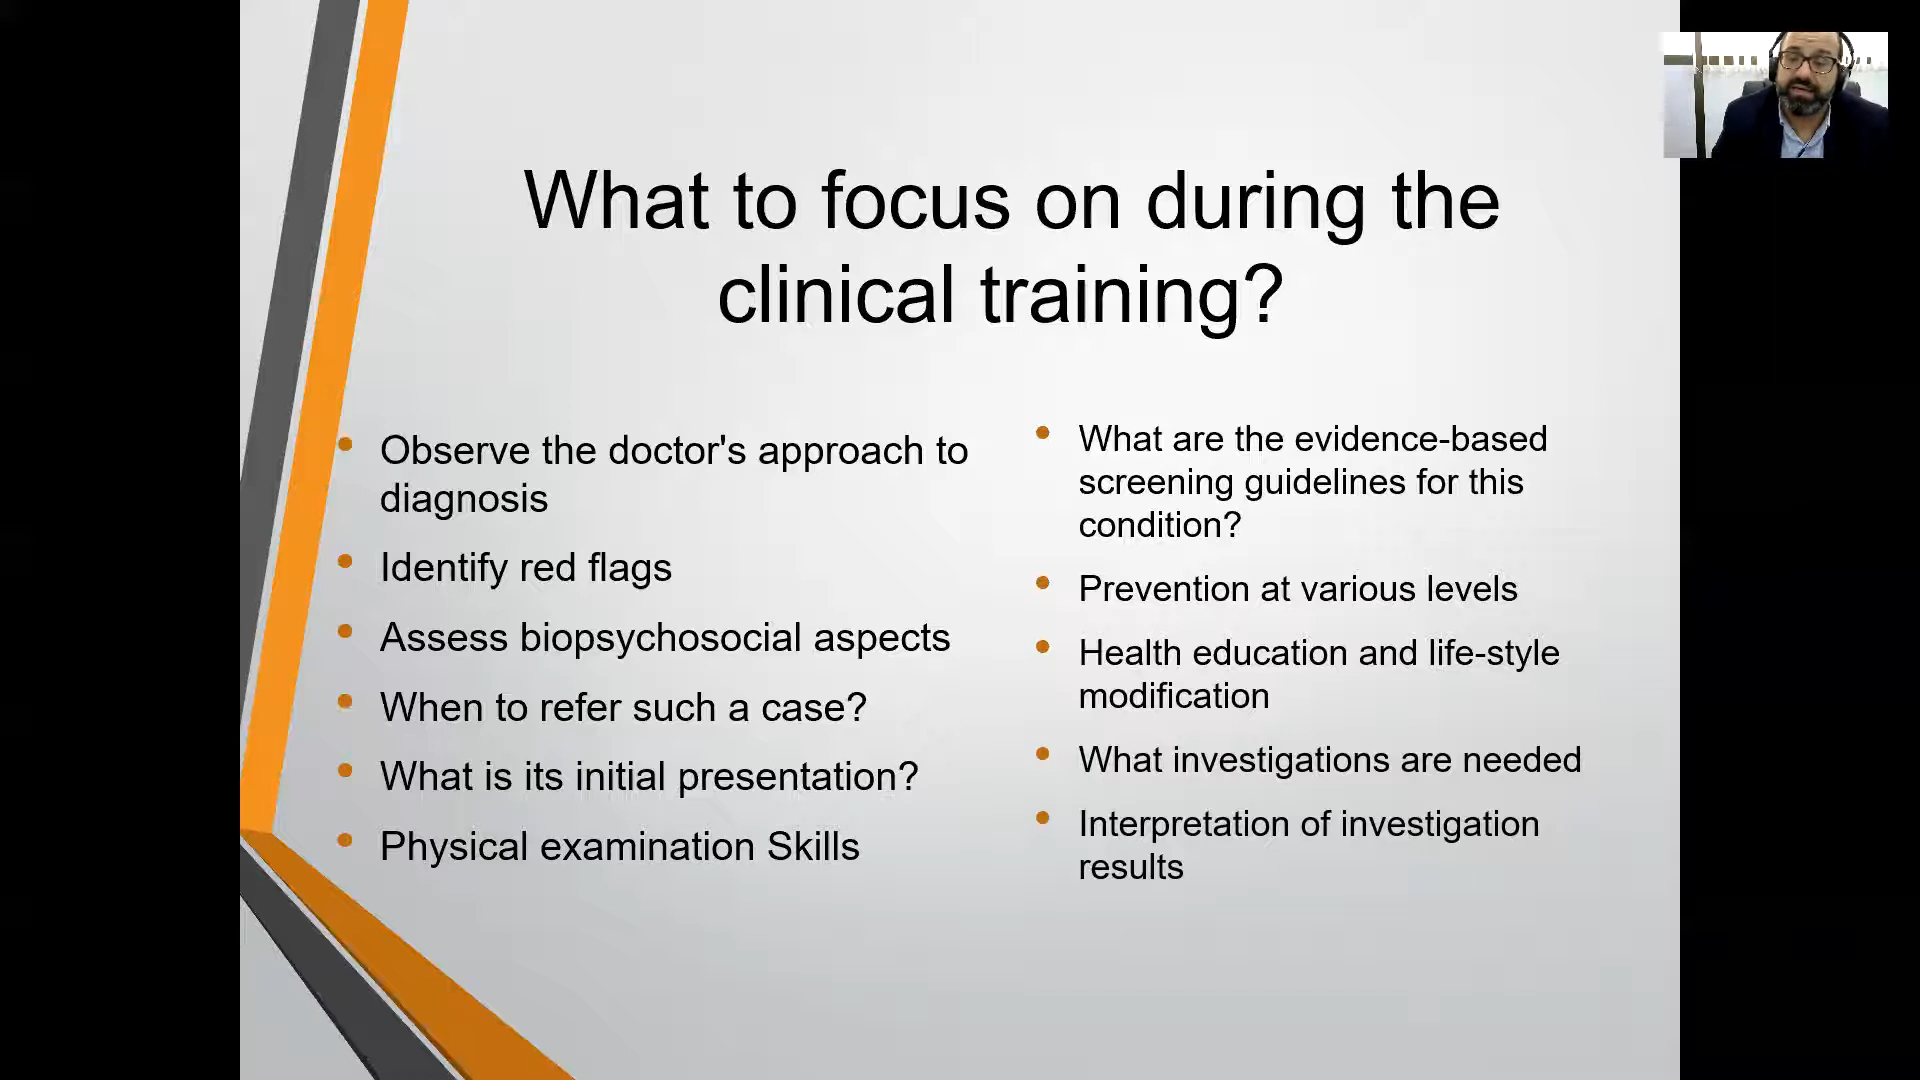 What to focus on during the
clinical training?
Observe the doctor's approach to
diagnosis
Identify red flags
Assess biopsychosocial aspects
When to refer such a case?
What is its initial presentation?
Physical examination Skills
What are the evidence-based
screening guidelines for this
condition?
Prevention at various levels
Health education and life-style
modification
What investigations are needed
Interpretation of investigation
results